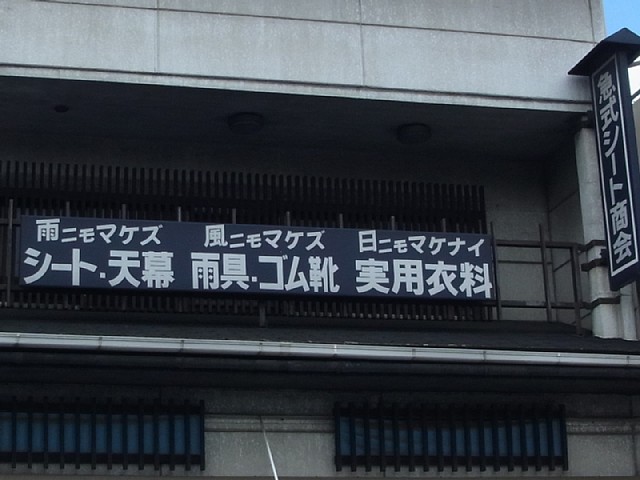 雨ニモマケズ 風ニモマケズ 日ニモマケナイ
シート・天幕 雨具・ゴム靴 実用衣料
シート商会